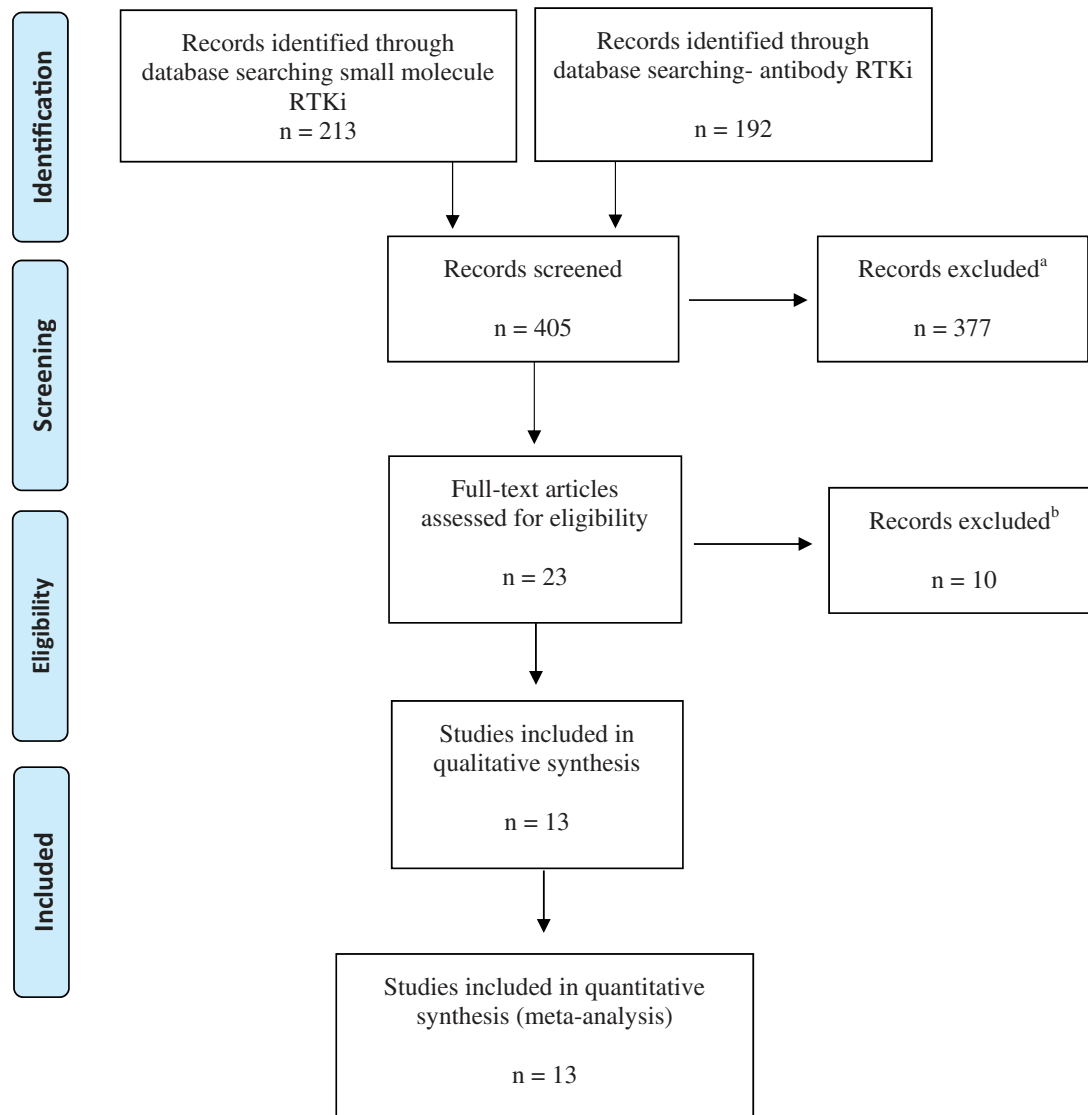 Identification
Records identified through
database searching small molecule
RTKi
n = 213
Records identified through
database searching- antibody RTKi
n = 192
Screening
Records screened
n = 405
Records excludedᵃ
n = 377
Eligibility
Full-text articles
assessed for eligibility
n = 23
Records excludedᵇ
n = 10
Studies included in
qualitative synthesis
n = 13
Included
Studies included in quantitative
synthesis (meta-analysis)
n = 13